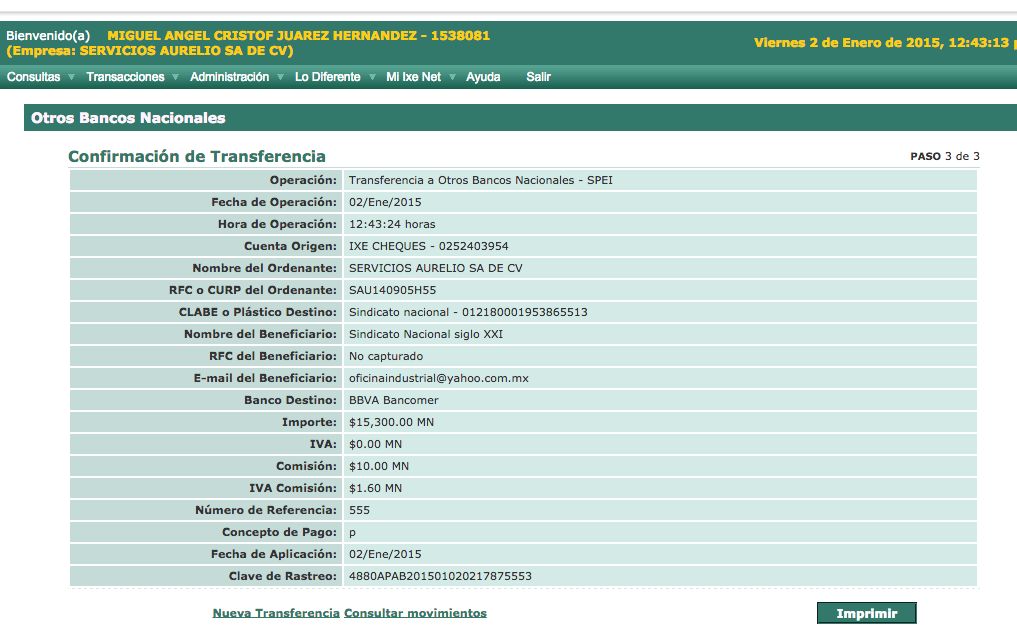 Bienvenido(a) MIGUEL ANGEL CRISTOF JUAREZ HERNANDEZ - 1538081
(Empresa: SERVICIOS AURELIO SA DE CV)
Viernes 2 de Enero de 2015, 12:43:13 p
Consultas Transacciones Administración Lo Diferente Mi Ixe Net Ayuda Salir
Otros Bancos Nacionales
Confirmación de Transferencia PASO 3 de 3
Operación: Transferencia a Otros Bancos Nacionales - SPEI
Fecha de Operación: 02/Ene/2015
Hora de Operación: 12:43:24 horas
Cuenta Origen: IXE CHEQUES - 0252403954
Nombre del Ordenante: SERVICIOS AURELIO SA DE CV
RFC o CURP del Ordenante: SAU140905H55
CLABE o Plástico Destino: Sindicato nacional - 012180001953865513
Nombre del Beneficiario: Sindicato Nacional siglo XXI
RFC del Beneficiario: No capturado
E-mail del Beneficiario: oficinaindustrial@yahoo.com.mx
Banco Destino: BBVA Bancomer
Importe: $15,300.00 MN
IVA: $0.00 MN
Comisión: $10.00 MN
IVA Comisión: $1.60 MN
Número de Referencia: 555
Concepto de Pago: p
Fecha de Aplicación: 02/Ene/2015
Clave de Rastreo: 4880APAB201501020217875553
Nueva Transferencia Consultar movimientos Imprimir